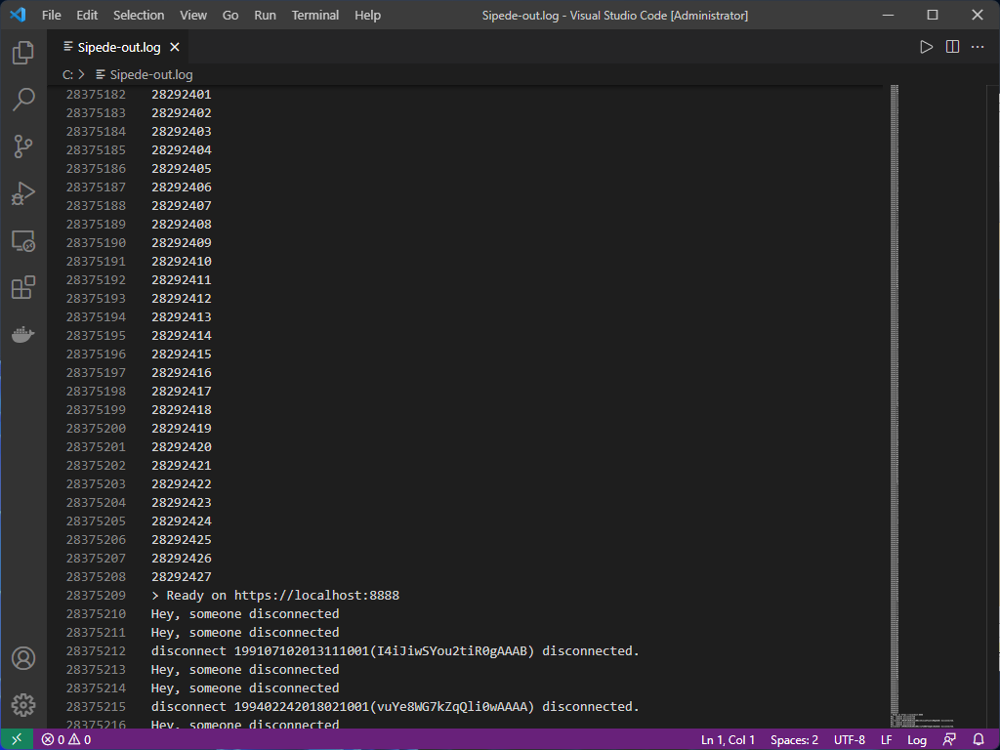 File Edit Selection View Go Run Terminal Help Sipede-out.log - Visual Studio Code [Administrator]
Sipede-out.log
C: > Sipede-out.log
28375182 28292401
28375183 28292402
28375184 28292403
28375185 28292404
28375186 28292405
28375187 28292406
28375188 28292407
28375189 28292408
28375190 28292409
28375191 28292410
28375192 28292411
28375193 28292412
28375194 28292413
28375195 28292414
28375196 28292415
28375197 28292416
28375198 28292417
28375199 28292418
28375200 28292419
28375201 28292420
28375202 28292421
28375203 28292422
28375204 28292423
28375205 28292424
28375206 28292425
28375207 28292426
28375208 28292427
28375209 > Ready on https://localhost:8888
28375210 Hey, someone disconnected
28375211 Hey, someone disconnected
28375212 disconnect 199107102013111001(I4iJiwSYou2tiR0gAAAB) disconnected.
28375213 Hey, someone disconnected
28375214 Hey, someone disconnected
28375215 disconnect 199402242018021001(vuYe8WG7kZqQli0wAAAA) disconnected.
28375216 Hey, someone disconnected
0 0 Ln 1, Col 1 Spaces: 2 UTF-8 LF Log